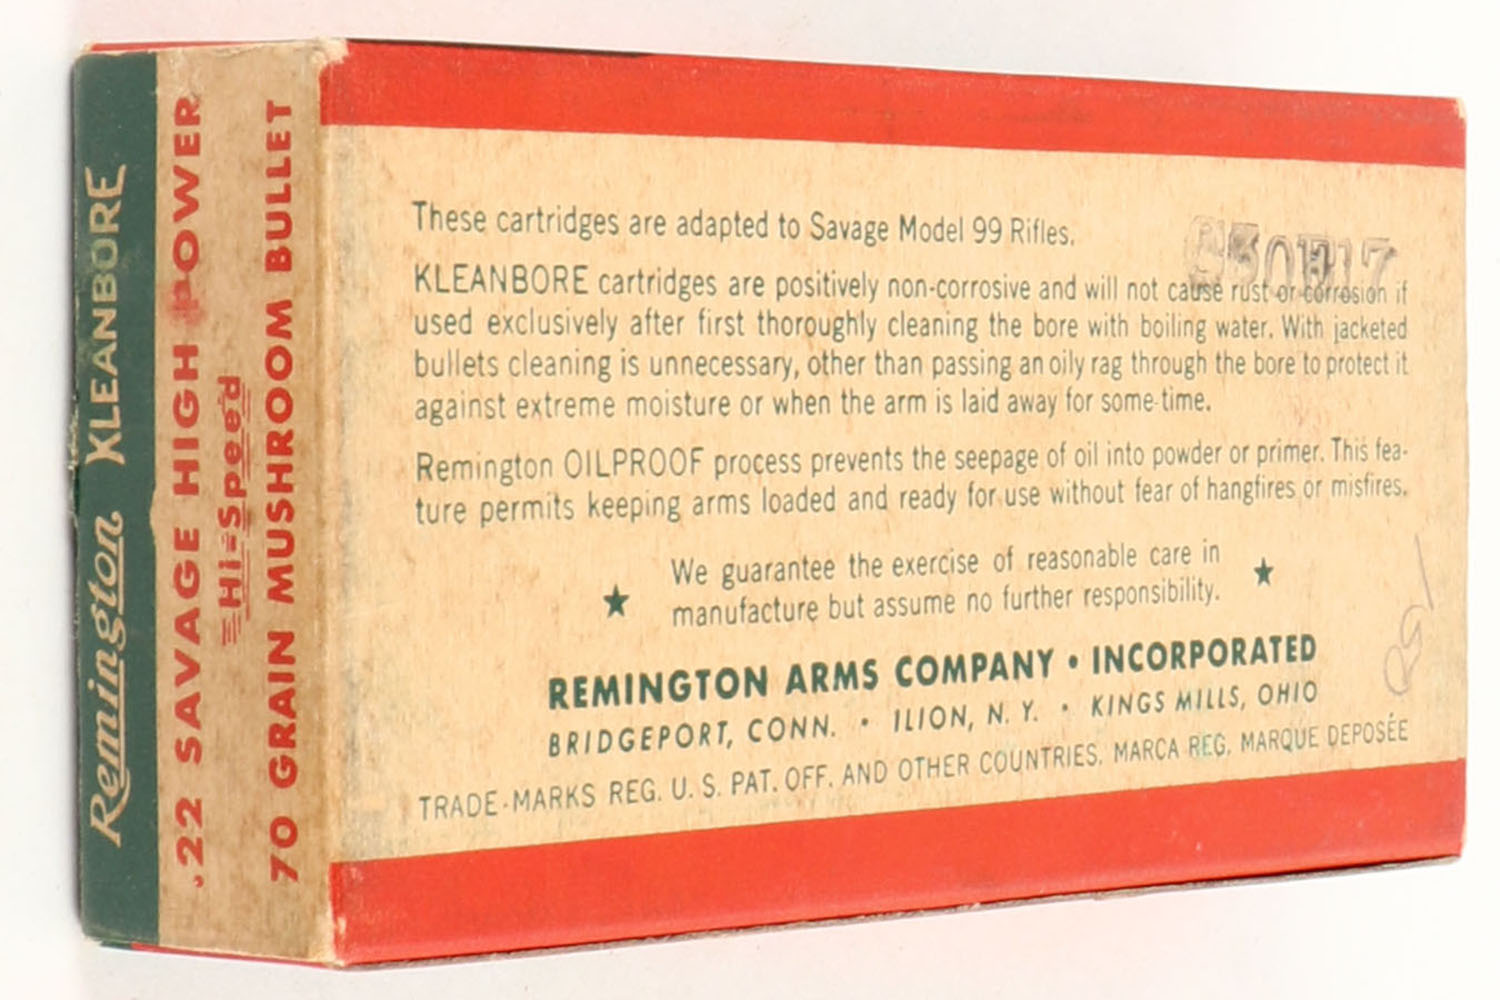 Remington KLEANBORE
.22 SAVAGE HIGH POWER
Hi-Speed
70 GRAIN MUSHROOM BULLET
These cartridges are adapted to Savage Model 99 Rifles.
KLEANBORE cartridges are positively non-corrosive and will not cause rust or corrosion if
used exclusively after first thoroughly cleaning the bore with boiling water. With jacketed
bullets cleaning is unnecessary, other than passing an oily rag through the bore to protect it
against extreme moisture or when the arm is laid away for some-time.
Remington OILPROOF process prevents the seepage of oil into powder or primer. This fea-
ture permits keeping arms loaded and ready for use without fear of hangfires or misfires.
We guarantee the exercise of reasonable care in
manufacture but assume no further responsibility.
REMINGTON ARMS COMPANY • INCORPORATED
BRIDGEPORT, CONN. • ILION, N. Y. • KINGS MILLS, OHIO
TRADE-MARKS REG. U. S. PAT. OFF. AND OTHER COUNTRIES. MARCA REG. MARQUE DEPOSÉE